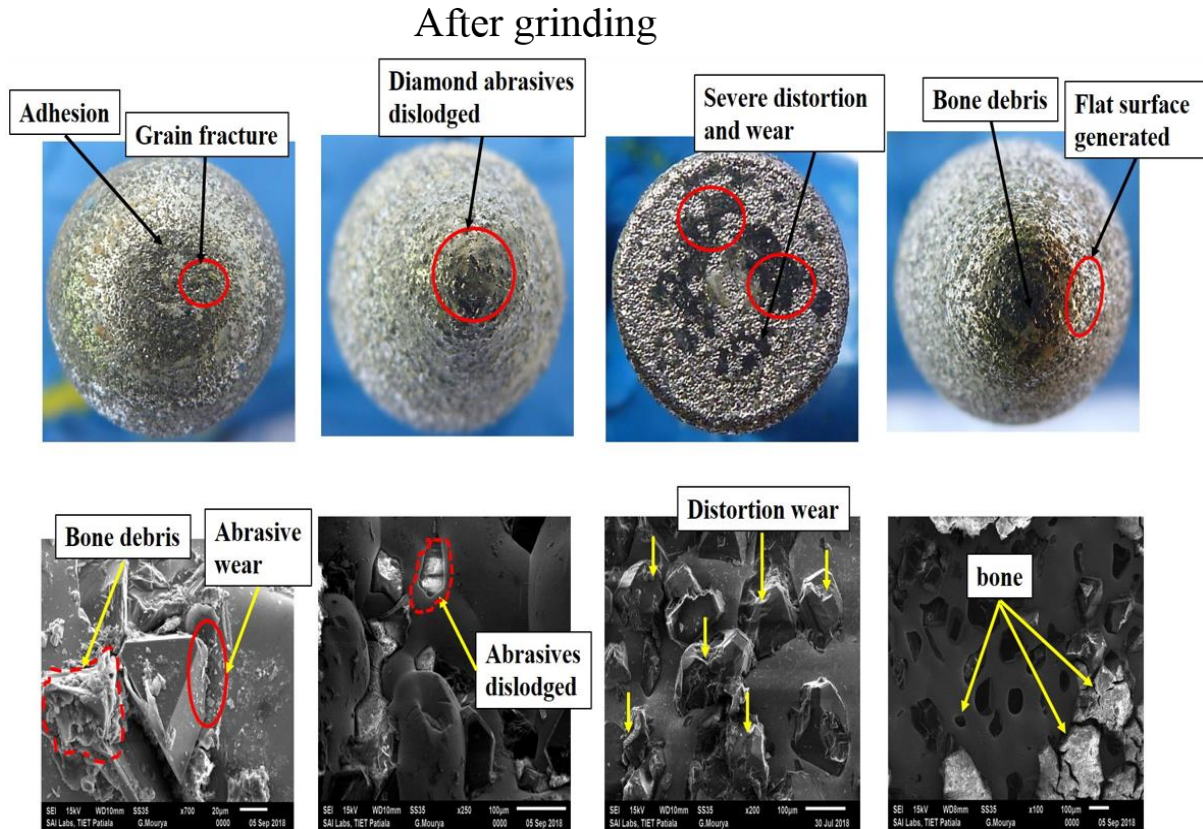 After grinding
Adhesion
Grain fracture
Diamond abrasives
dislodged
Severe distortion
and wear
Bone debris
Flat surface
generated
Bone debris
Abrasive
wear
Abrasives
dislodged
Distortion wear
bone
SEI 15kV WD10mm SS35 x700 20µm
SAI Labs, TIET Patiala G.Mourya 0000 05 Sep 2018
SEI 15kV WD10mm SS35 x250 100µm
SAI Labs, TIET Patiala G.Mourya 0000 05 Sep 2018
SEI 15kV WD10mm SS35 x200 100µm
SAI Labs, TIET Patiala G.Mourya 0000 30 Jul 2018
SEI 15kV WD8mm SS35 x100 100µm
SAI Labs, TIET Patiala G.Mourya 0000 05 Sep 2018